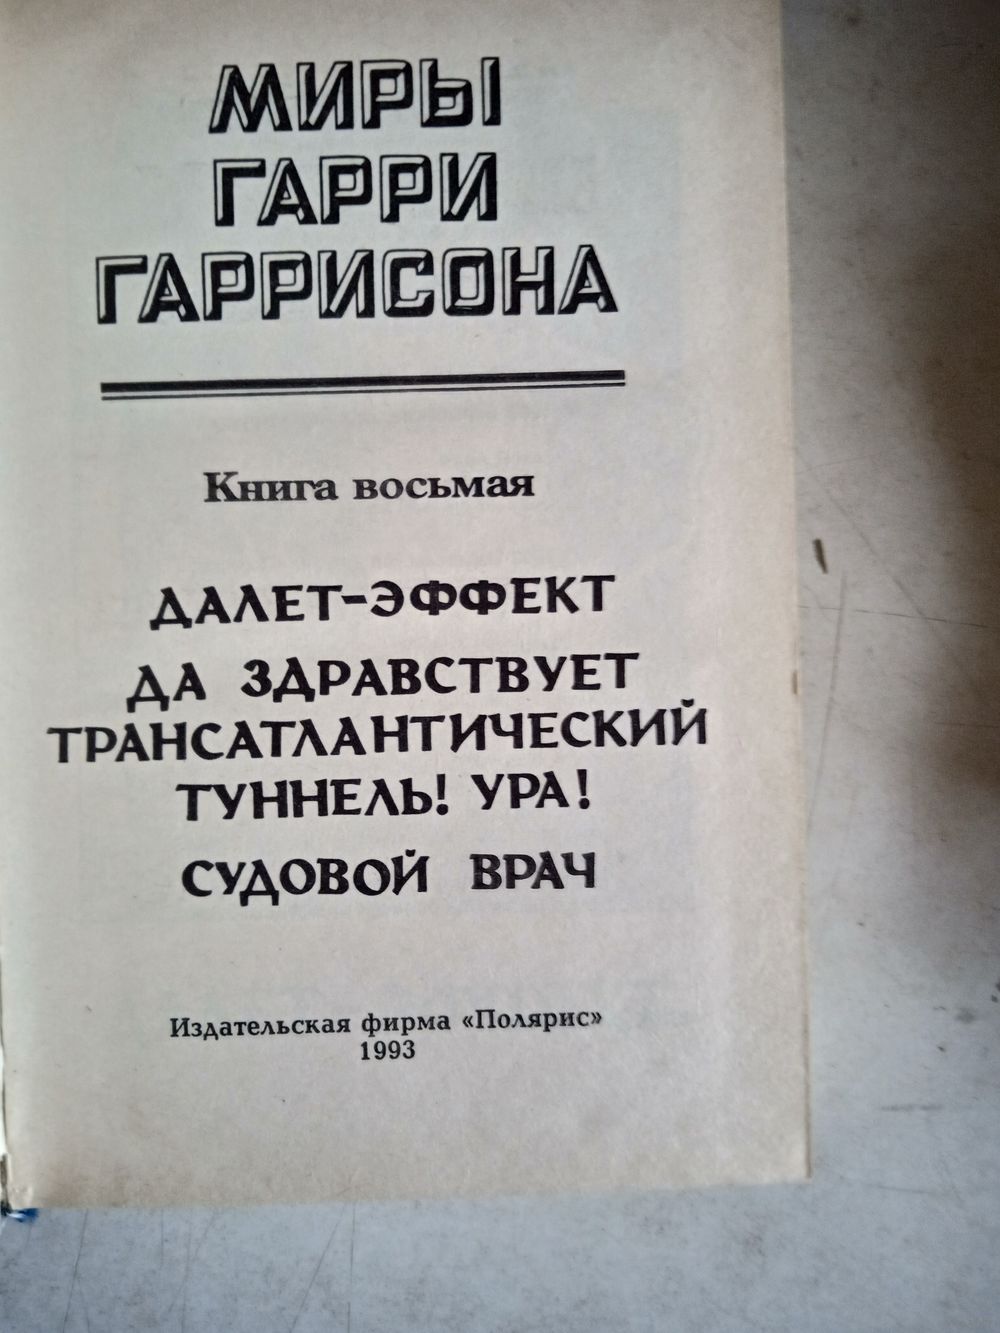 МИРЫ
ГАРРИ
ГАРРИСОНА
Книга восьмая
ДАЛЕТ-ЭФФЕКТ
ДА ЗДРАВСТВУЕТ
ТРАНСАТЛАНТИЧЕСКИЙ
ТУННЕЛЬ! УРА!
СУДОВОЙ ВРАЧ
Издательская фирма «Полярис»
1993